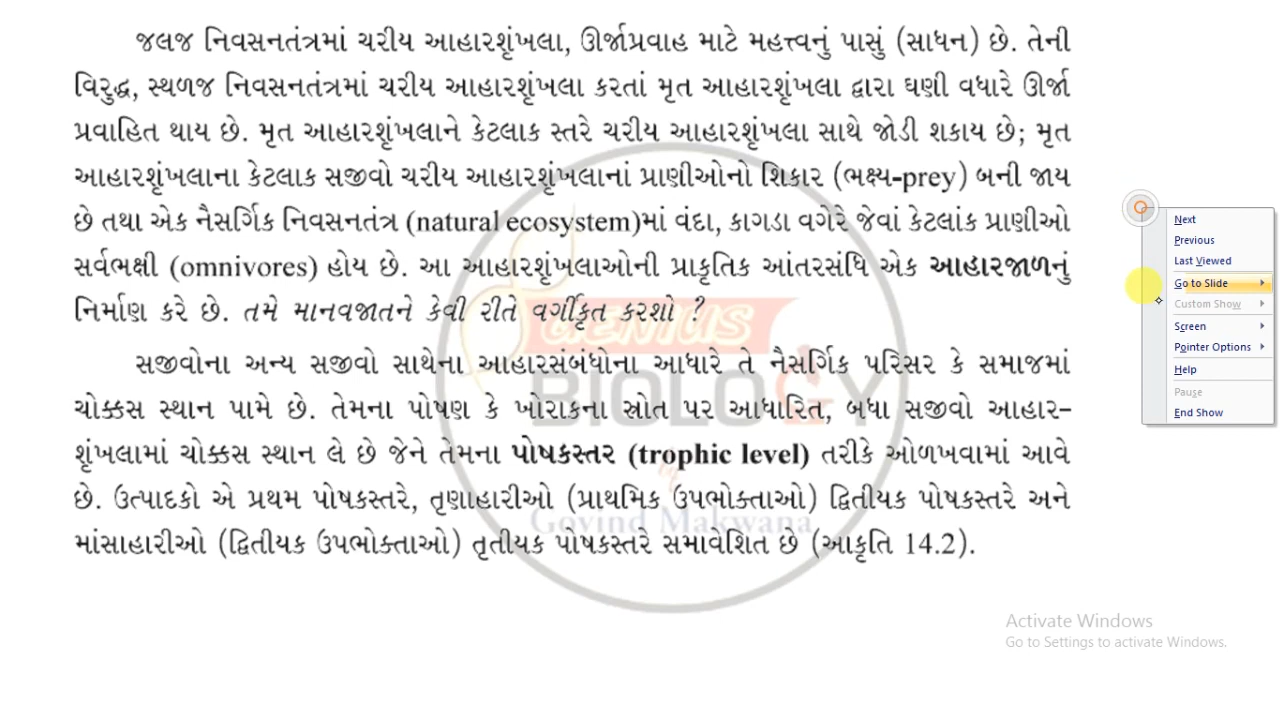 જલજ નિવસનતંત્રમાં ચરીય આહારશૃંખલા, ઊર્જાપ્રવાહ માટે મહત્ત્વનું પાસું (સાધન) છે. તેની
વિરુદ્ધ, સ્થળજ નિવસનતંત્રમાં ચરીય આહારશૃંખલા કરતાં મૃત આહારશૃંખલા દ્વારા ઘણી વધારે ઊર્જા
પ્રવાહિત થાય છે. મૃત આહારશૃંખલાને કેટલાક સ્તરે ચરીય આહારશૃંખલા સાથે જોડી શકાય છે; મૃત
આહારશૃંખલાના કેટલાક સજીવો ચરીય આહારશૃંખલાનાં પ્રાણીઓનો શિકાર (ભક્ષ્ય-prey) બની જાય
છે તથા એક નૈસર્ગિક નિવસનતંત્ર (natural ecosystem)માં વંદા, કાગડા વગેરે જેવાં કેટલાંક પ્રાણીઓ
સર્વભક્ષી (omnivores) હોય છે. આ આહારશૃંખલાઓની પ્રાકૃતિક આંતરસંધિ એક આહારજાળનું
નિર્માણ કરે છે. તમે માનવજાતને કેવી રીતે વર્ગીકૃત કરશો ?
સજીવોના અન્ય સજીવો સાથેના આહારસંબંધોના આધારે તે નૈસર્ગિક પરિસર કે સમાજમાં
ચોક્કસ સ્થાન પામે છે. તેમના પોષણ કે ખોરાકના સ્રોત પર આધારિત, બધા સજીવો આહાર-
શૃંખલામાં ચોક્કસ સ્થાન લે છે જેને તેમના પોષકસ્તર (trophic level) તરીકે ઓળખવામાં આવે
છે. ઉત્પાદકો એ પ્રથમ પોષકસ્તરે, તૃણાહારીઓ (પ્રાથમિક ઉપભોક્તાઓ) દ્વિતીયક પોષકસ્તરે અને
માંસાહારીઓ (દ્વિતીયક ઉપભોક્તાઓ) તૃતીયક પોષકસ્તરે સમાવેશિત છે (આકૃતિ 14.2).
GENIUS
BIOLOGY
by
Govind Makwana
Next
Previous
Last Viewed
Go to Slide
Custom Show
Screen
Pointer Options
Help
Pause
End Show
Activate Windows
Go to Settings to activate Windows.